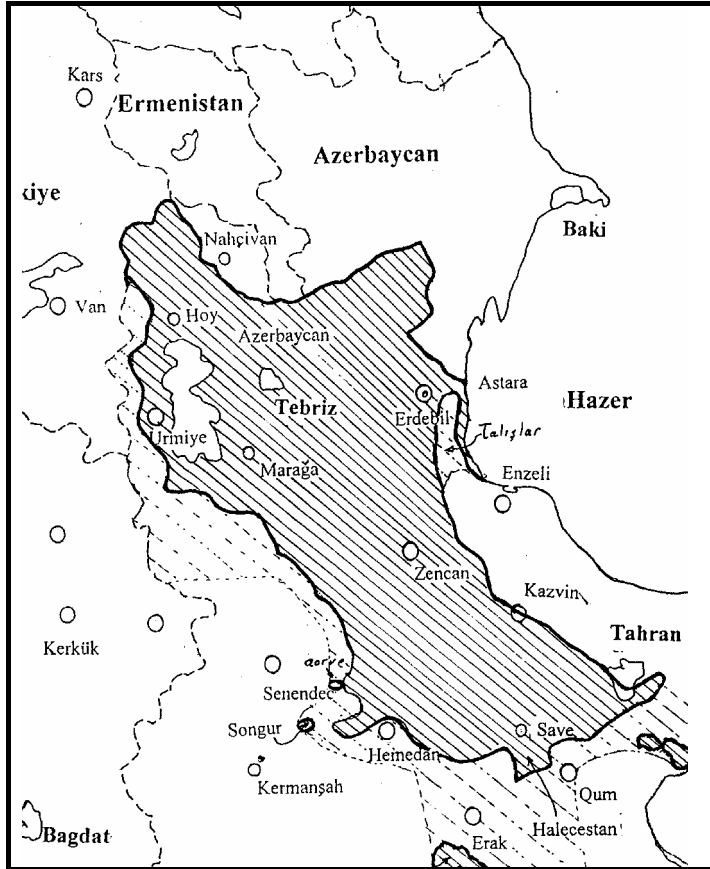 Kars
Ermenistan
Azerbaycan
kiye
Baki
Nahçivan
Van
Hoy
Azerbaycan
Astara
Hazer
Tebriz
Erdebil
Urmiye
Talışlar
Marağa
Enzeli
Zencan
Kazvin
Kerkük
Tahran
Senendec
Songur
Save
Hemedan
Kermanşah
Qum
Halecestan
Erak
Bagdat